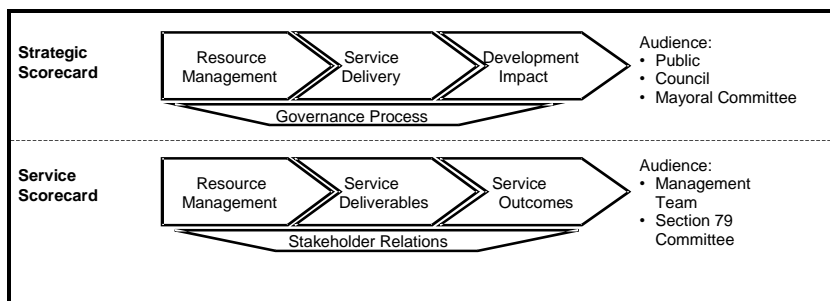 Strategic
Scorecard
Resource
Management
Service
Delivery
Development
Impact
Governance Process
Audience:
• Public
• Council
• Mayoral Committee
Service
Scorecard
Resource
Management
Service
Deliverables
Service
Outcomes
Stakeholder Relations
Audience:
• Management
Team
• Section 79
Committee